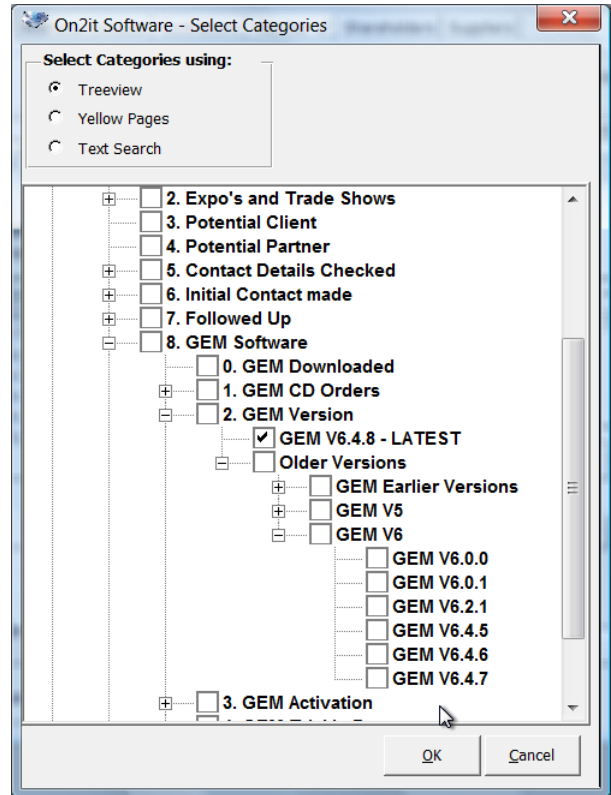 On2it Software - Select Categories
Select Categories using:
Treeview
Yellow Pages
Text Search
2. Expo's and Trade Shows
3. Potential Client
4. Potential Partner
5. Contact Details Checked
6. Initial Contact made
7. Followed Up
8. GEM Software
0. GEM Downloaded
1. GEM CD Orders
2. GEM Version
GEM V6.4.8 - LATEST
Older Versions
GEM Earlier Versions
GEM V5
GEM V6
GEM V6.0.0
GEM V6.0.1
GEM V6.2.1
GEM V6.4.5
GEM V6.4.6
GEM V6.4.7
3. GEM Activation
OK
Cancel